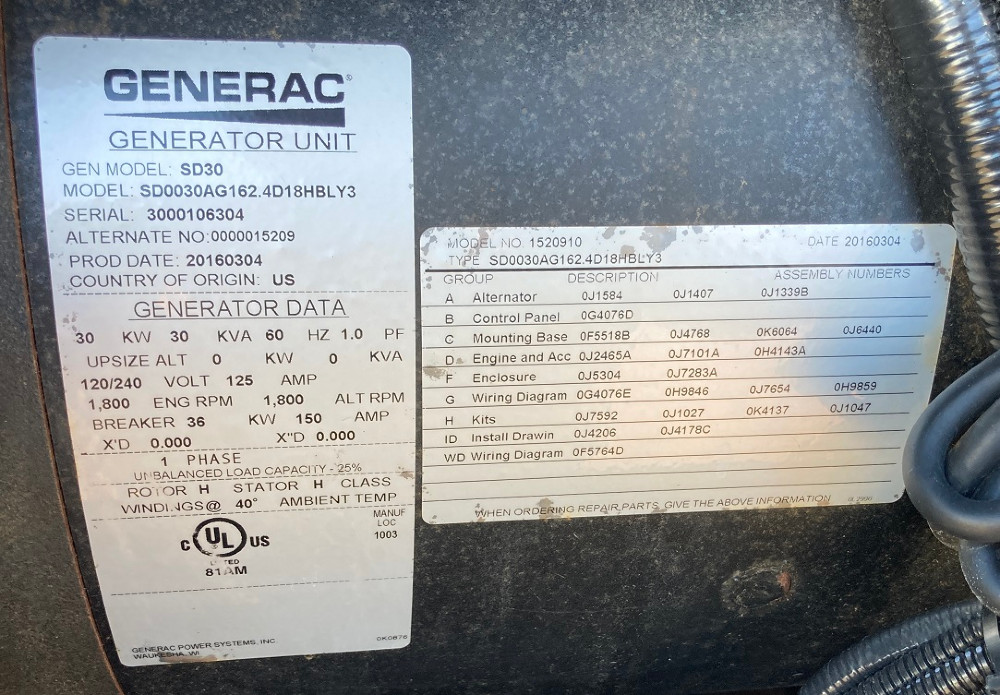 GENERAC®
GENERATOR UNIT
GEN MODEL: SD30
MODEL: SD0030AG162.4D18HBLY3
SERIAL: 3000106304
ALTERNATE NO:0000015209
PROD DATE: 20160304
COUNTRY OF ORIGIN: US
GENERATOR DATA
30 KW 30 KVA 60 HZ 1.0 PF
UPSIZE ALT 0 KW 0 KVA
120/240 VOLT 125 AMP
1,800 ENG RPM 1,800 ALT RPM
BREAKER 36 KW 150 AMP
X'D 0.000 X"D 0.000
1 PHASE
UNBALANCED LOAD CAPACITY - 25%
ROTOR H STATOR H CLASS
WINDINGS@ 40° AMBIENT TEMP
C UL US
LISTED
81AM
MANUF
LOC
1003
GENERAC POWER SYSTEMS, INC.
WAUKESHA, WI
0K0876
MODEL NO. 1520910 DATE 20160304
TYPE SD0030AG162.4D18HBLY3
GROUP DESCRIPTION ASSEMBLY NUMBERS
A Alternator 0J1584 0J1407 0J1339B
B Control Panel 0G4076D
C Mounting Base 0F5518B 0J4768 0K6064 0J6440
D Engine and Acc 0J2465A 0J7101A 0H4143A
F Enclosure 0J5304 0J7283A
G Wiring Diagram 0G4076E 0H9846 0J7654 0H9859
H Kits 0J7592 0J1027 0K4137 0J1047
ID Install Drawin 0J4206 0J4178C
WD Wiring Diagram 0F5764D
WHEN ORDERING REPAIR PARTS, GIVE THE ABOVE INFORMATION